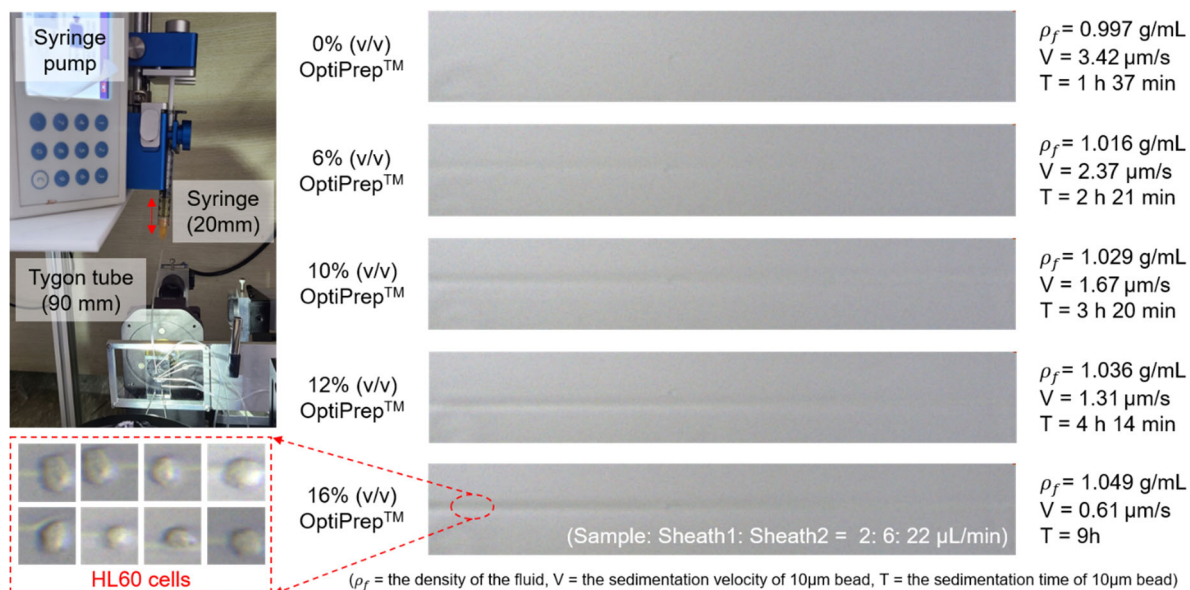 Syringe
pump
Syringe
(20mm)
Tygon tube
(90 mm)
HL60 cells
0% (v/v)
OptiPrep™
ρf = 0.997 g/mL
V = 3.42 µm/s
T = 1 h 37 min
6% (v/v)
OptiPrep™
ρf = 1.016 g/mL
V = 2.37 µm/s
T = 2 h 21 min
10% (v/v)
OptiPrep™
ρf = 1.029 g/mL
V = 1.67 µm/s
T = 3 h 20 min
12% (v/v)
OptiPrep™
ρf = 1.036 g/mL
V = 1.31 µm/s
T = 4 h 14 min
16% (v/v)
OptiPrep™
(Sample: Sheath1: Sheath2 = 2: 6: 22 µL/min)
ρf = 1.049 g/mL
V = 0.61 µm/s
T = 9h
(ρf = the density of the fluid, V = the sedimentation velocity of 10µm bead, T = the sedimentation time of 10µm bead)